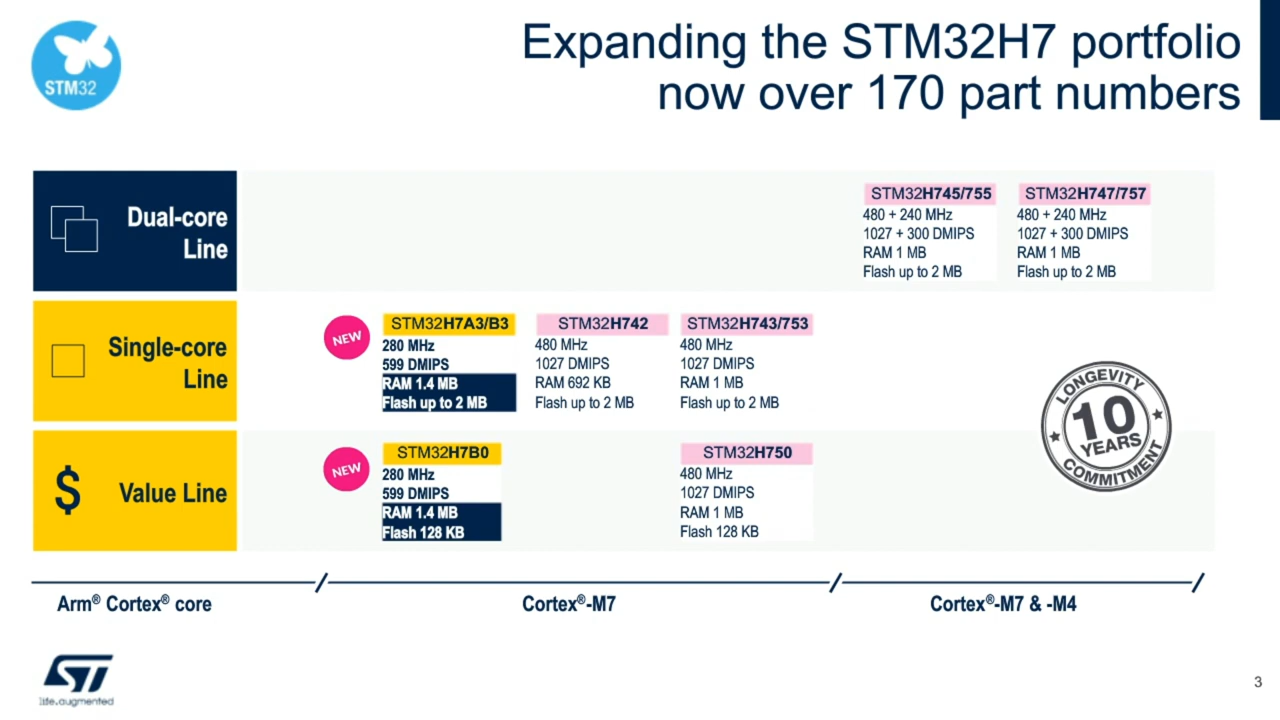 STM32
Expanding the STM32H7 portfolio
now over 170 part numbers
Dual-core
Line
STM32H745/755
480 + 240 MHz
1027 + 300 DMIPS
RAM 1 MB
Flash up to 2 MB
STM32H747/757
480 + 240 MHz
1027 + 300 DMIPS
RAM 1 MB
Flash up to 2 MB
Single-core
Line
NEW
STM32H7A3/B3
280 MHz
599 DMIPS
RAM 1.4 MB
Flash up to 2 MB
STM32H742
480 MHz
1027 DMIPS
RAM 692 KB
Flash up to 2 MB
STM32H743/753
480 MHz
1027 DMIPS
RAM 1 MB
Flash up to 2 MB
LONGEVITY
10
YEARS
COMMITMENT
$
Value Line
NEW
STM32H7B0
280 MHz
599 DMIPS
RAM 1.4 MB
Flash 128 KB
STM32H750
480 MHz
1027 DMIPS
RAM 1 MB
Flash 128 KB
Arm® Cortex® core
Cortex®-M7
Cortex®-M7 & -M4
ST
life.augmented
3